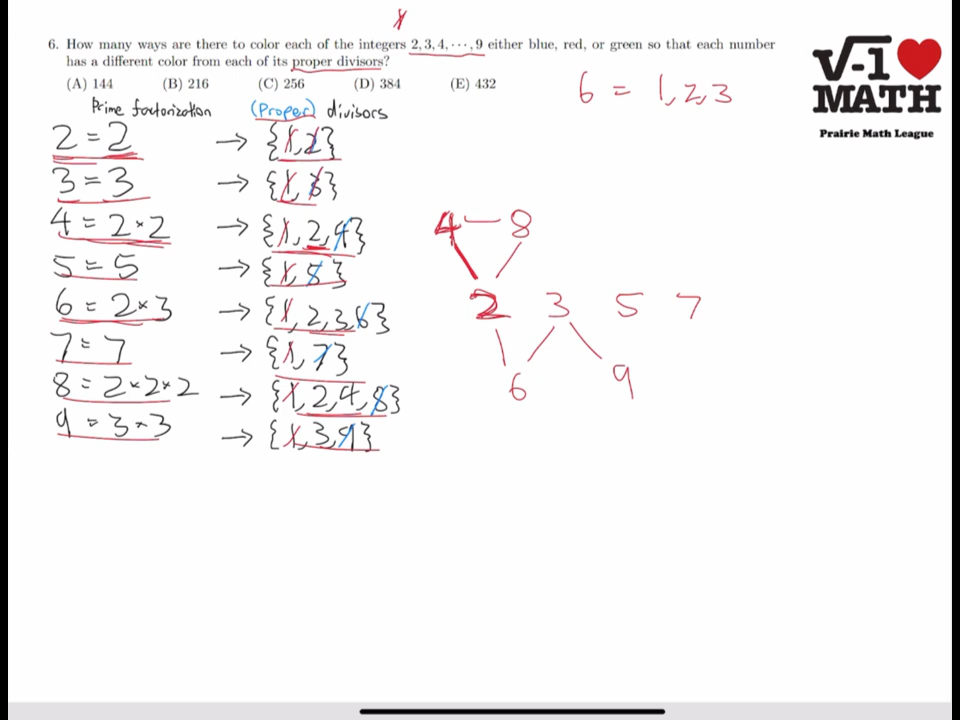 6. How many ways are there to color each of the integers 2, 3, 4, ⋯, 9 either blue, red, or green so that each number
has a different color from each of its proper divisors?
(A) 144 (B) 216 (C) 256 (D) 384 (E) 432
√-1
MATH
Prairie Math League
6 = 1, 2, 3
Prime factorization (Proper) divisors
2 = 2 → {1, 2}
3 = 3 → {1, 3}
4 = 2 × 2 → {1, 2, 4}
5 = 5 → {1, 5}
6 = 2 × 3 → {1, 2, 3, 6}
7 = 7 → {1, 7}
8 = 2 × 2 × 2 → {1, 2, 4, 8}
9 = 3 × 3 → {1, 3, 9}
4 — 8
2 3 5 7
6 9